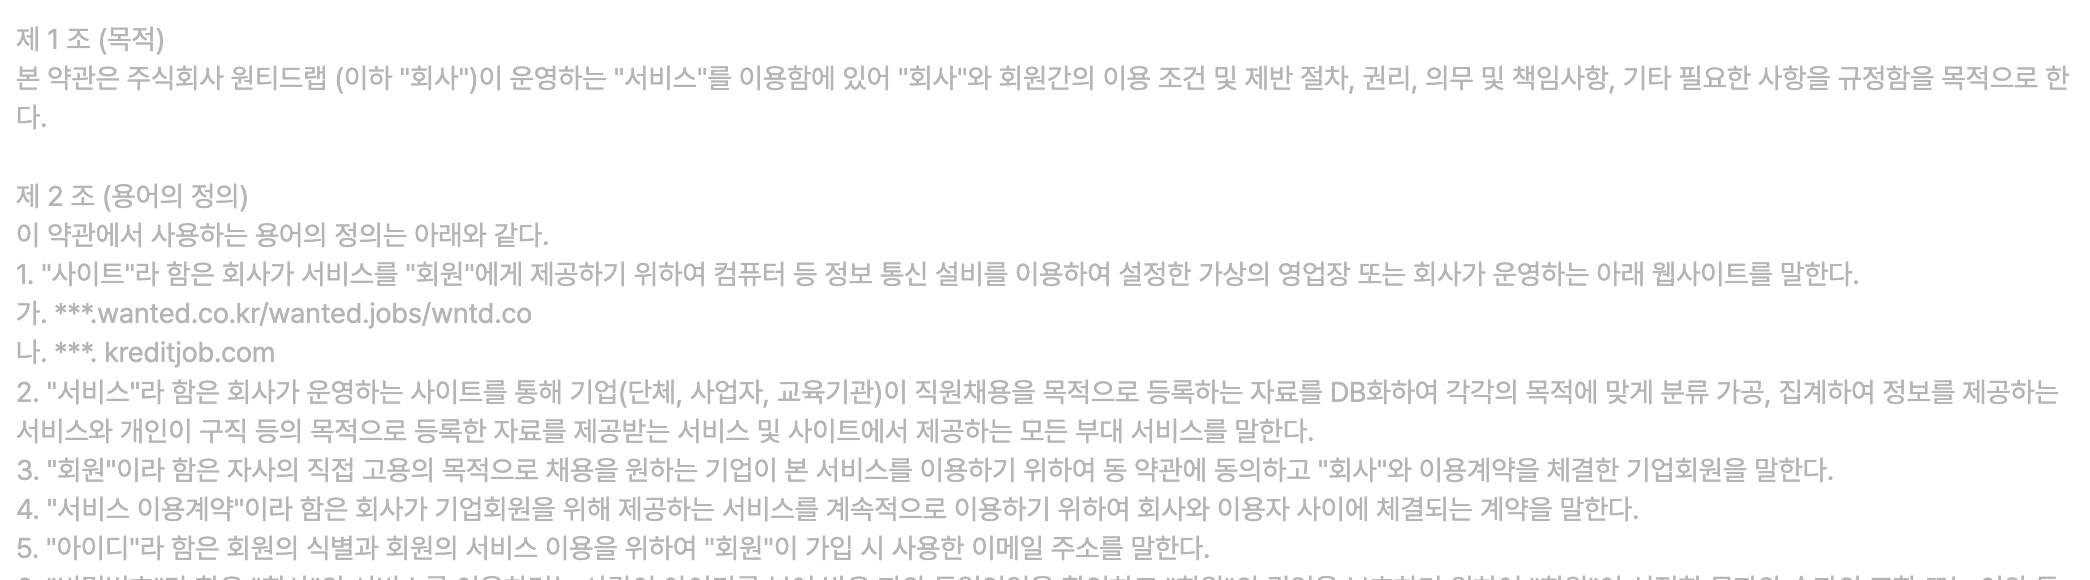 제 1 조 (목적)
본 약관은 주식회사 원티드랩 (이하 "회사")이 운영하는 "서비스"를 이용함에 있어 "회사"와 회원간의 이용 조건 및 제반 절차, 권리, 의무 및 책임사항, 기타 필요한 사항을 규정함을 목적으로 한
다.
제 2 조 (용어의 정의)
이 약관에서 사용하는 용어의 정의는 아래와 같다.
1. "사이트"라 함은 회사가 서비스를 "회원"에게 제공하기 위하여 컴퓨터 등 정보 통신 설비를 이용하여 설정한 가상의 영업장 또는 회사가 운영하는 아래 웹사이트를 말한다.
가. ***.wanted.co.kr/wanted.jobs/wntd.co
나. ***. kreditjob.com
2. "서비스"라 함은 회사가 운영하는 사이트를 통해 기업(단체, 사업자, 교육기관)이 직원채용을 목적으로 등록하는 자료를 DB화하여 각각의 목적에 맞게 분류 가공, 집계하여 정보를 제공하는
서비스와 개인이 구직 등의 목적으로 등록한 자료를 제공받는 서비스 및 사이트에서 제공하는 모든 부대 서비스를 말한다.
3. "회원"이라 함은 자사의 직접 고용의 목적으로 채용을 원하는 기업이 본 서비스를 이용하기 위하여 동 약관에 동의하고 "회사"와 이용계약을 체결한 기업회원을 말한다.
4. "서비스 이용계약"이라 함은 회사가 기업회원을 위해 제공하는 서비스를 계속적으로 이용하기 위하여 회사와 이용자 사이에 체결되는 계약을 말한다.
5. "아이디"라 함은 회원의 식별과 회원의 서비스 이용을 위하여 "회원"이 가입 시 사용한 이메일 주소를 말한다.